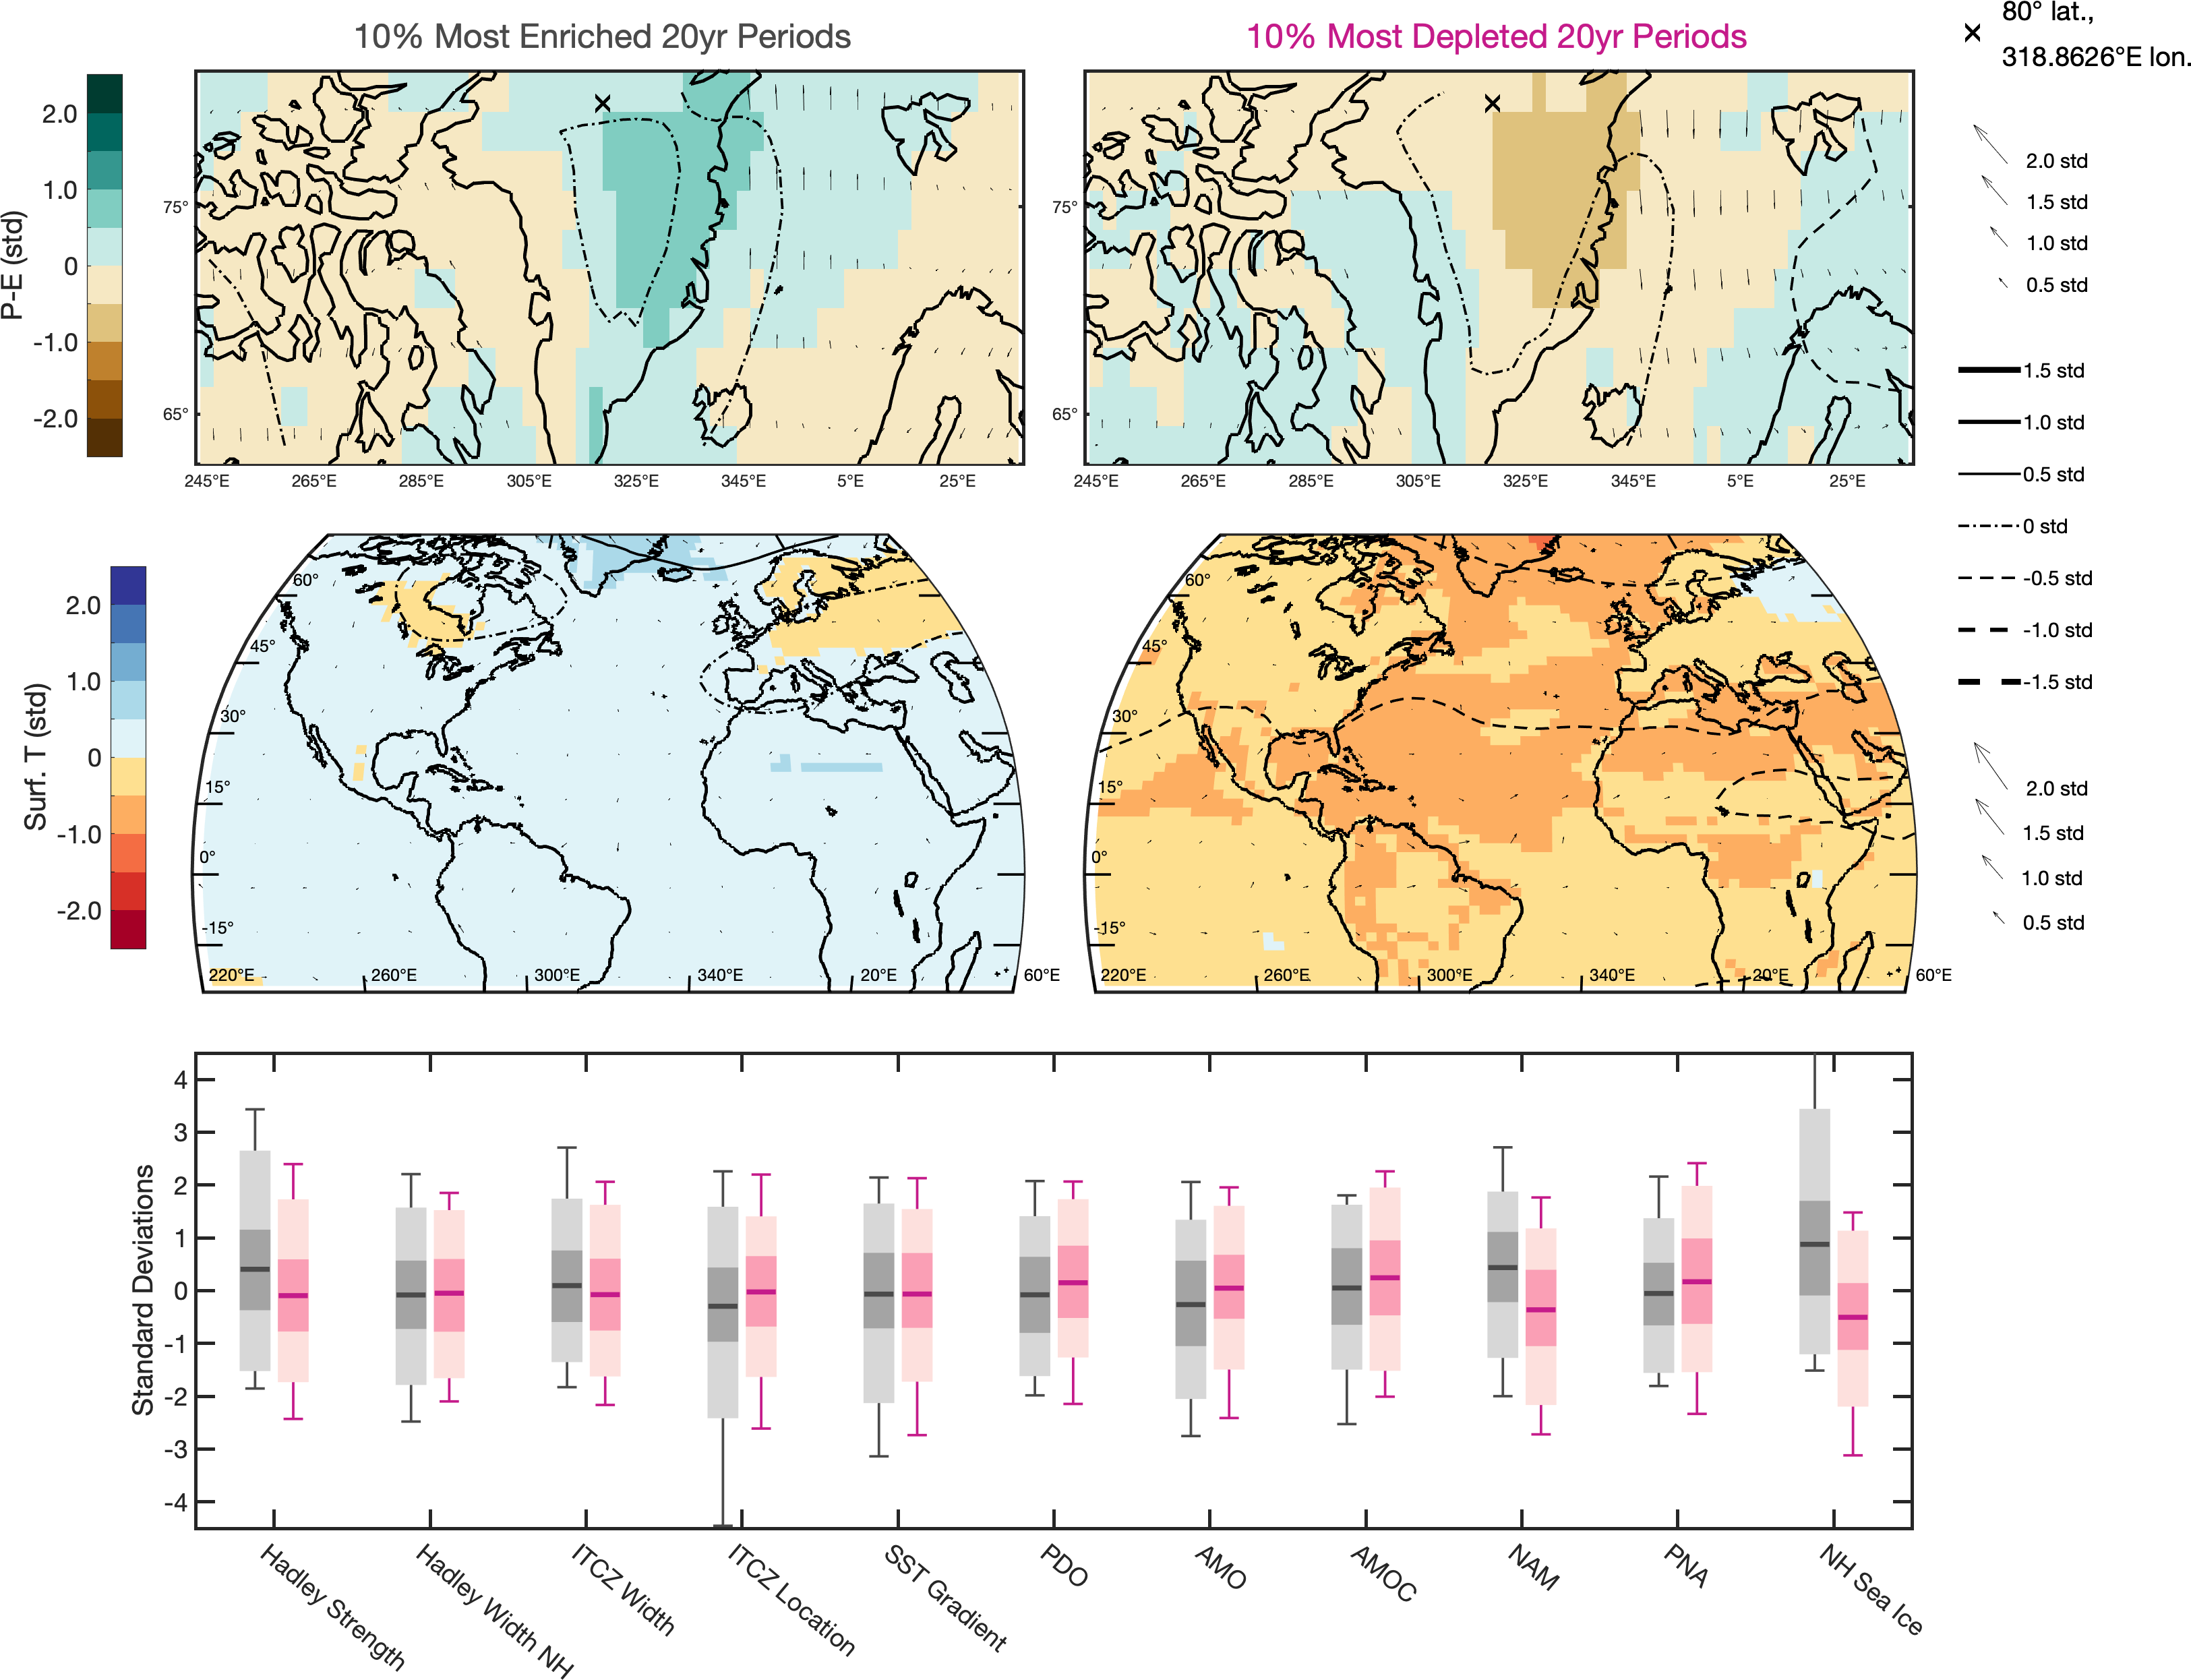 10% Most Enriched 20yr Periods
10% Most Depleted 20yr Periods
80° lat.,
318.8626°E lon.
P-E (std)
2.0
1.0
0
-1.0
-2.0
75°
65°
245°E 265°E 285°E 305°E 325°E 345°E 5°E 25°E
75°
65°
245°E 265°E 285°E 305°E 325°E 345°E 5°E 25°E
2.0 std
1.5 std
1.0 std
0.5 std
1.5 std
1.0 std
0.5 std
0 std
-0.5 std
-1.0 std
-1.5 std
2.0 std
1.5 std
1.0 std
0.5 std
Surf. T (std)
2.0
1.0
0
-1.0
-2.0
60°
45°
30°
15°
0°
-15°
220°E 260°E 300°E 340°E 20°E 60°E
60°
45°
30°
15°
0°
-15°
220°E 260°E 300°E 340°E 20°E 60°E
Standard Deviations
4
3
2
1
0
-1
-2
-3
-4
Hadley Strength
Hadley Width NH
ITCZ Width
ITCZ Location
SST Gradient
PDO
AMO
AMOC
NAM
PNA
NH Sea Ice